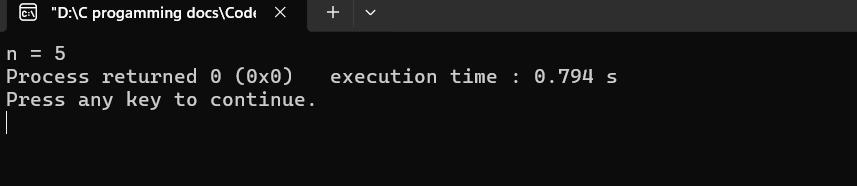 "D:\C progamming docs\Code
n = 5
Process returned 0 (0x0)   execution time : 0.794 s
Press any key to continue.